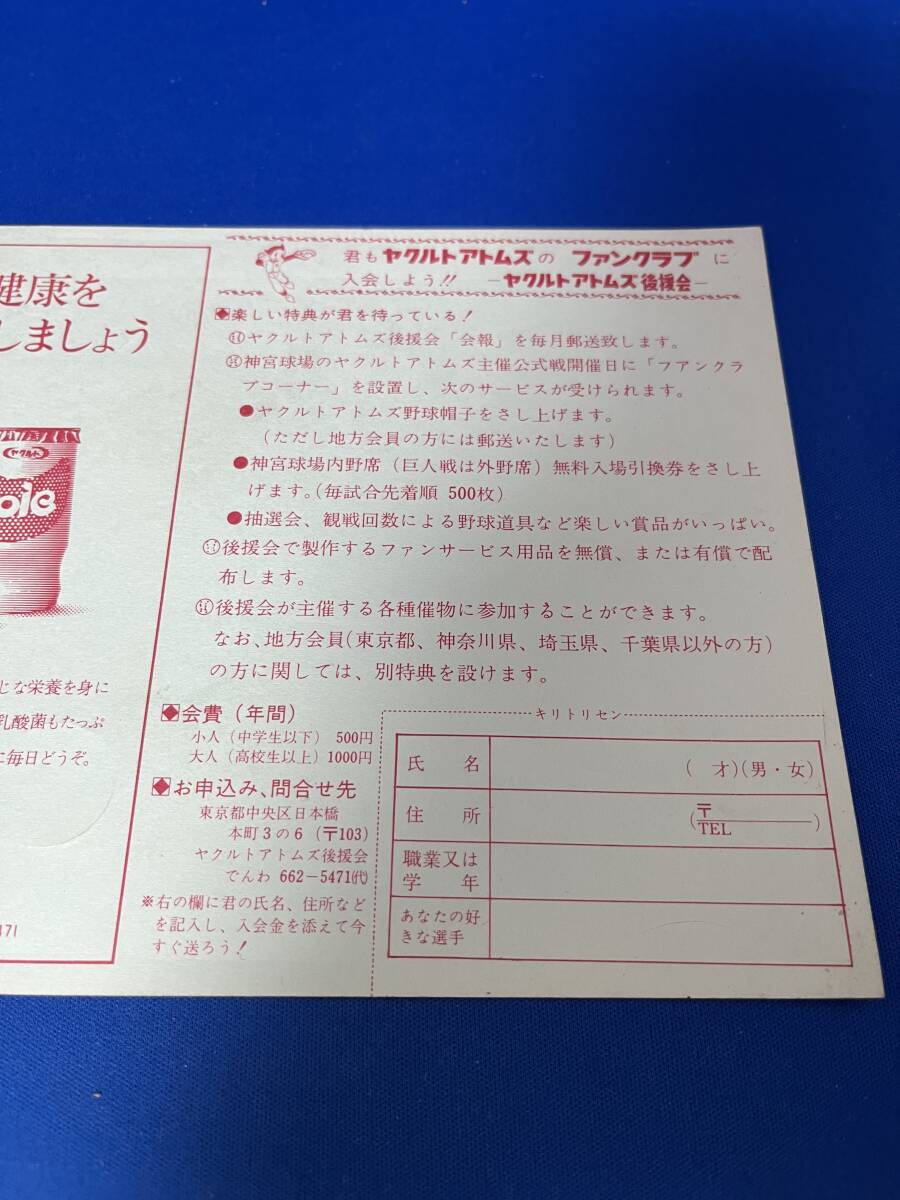 健康を
しましょう
ヤクルト
ole
じな栄養を身に
乳酸菌もたっぷ
に毎日どうぞ。
471
君もヤクルトアトムズの ファンクラブに
入会しよう!! ーヤクルトアトムズ後援会ー
楽しい特典が君を待っている!
ヤクルトアトムズ後援会「会報」を毎月郵送致します。
神宮球場のヤクルトアトムズ主催公式戦開催日に「フアンクラ
ブコーナー」を設置し、次のサービスが受けられます。
●ヤクルトアトムズ野球帽子をさし上げます。
(ただし地方会員の方には郵送いたします)
●神宮球場内野席(巨人戦は外野席)無料入場引換券をさし上
げます。(毎試合先着順 500枚)
●抽選会、観戦回数による野球道具など楽しい賞品がいっぱい。
後援会で製作するファンサービス用品を無償、または有償で配
布します。
後援会が主催する各種催物に参加することができます。
なお、地方会員(東京都、神奈川県、埼玉県、千葉県以外の方)
の方に関しては、別特典を設けます。
会費(年間)
小人(中学生以下) 500円
大人(高校生以上) 1000円
お申込み、問合せ先
東京都中央区日本橋
本町3の6(〒103)
ヤクルトアトムズ後援会
でんわ 662-5471(代)
※右の欄に君の氏名、住所など
を記入し、入会金を添えて今
すぐ送ろう!
キリトリセン
氏 名 ( 才)(男・女)
住 所 (〒
TEL )
職業又は
学 年
あなたの好
きな選手